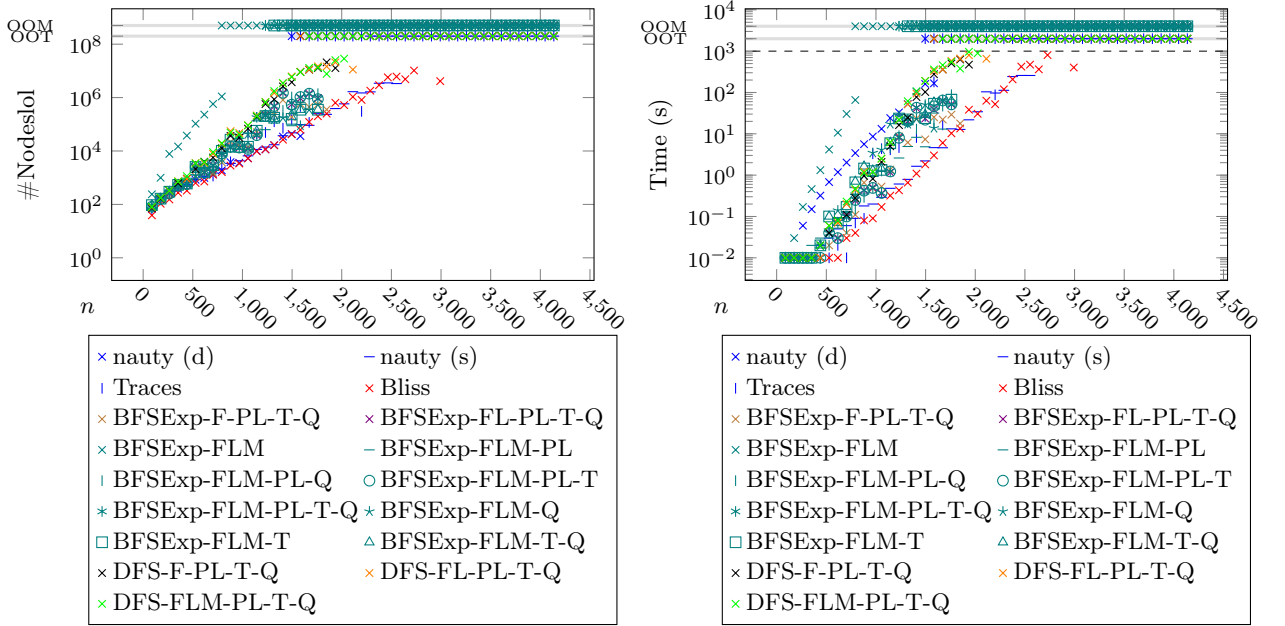 OOM
OOT
10^8
10^6
10^4
10^2
10^0
#Nodeslol
n
0
500
1,000
1,500
2,000
2,500
3,000
3,500
4,000
4,500
nauty (d)
nauty (s)
Traces
Bliss
BFSExp-F-PL-T-Q
BFSExp-FL-PL-T-Q
BFSExp-FLM
BFSExp-FLM-PL
BFSExp-FLM-PL-Q
BFSExp-FLM-PL-T
BFSExp-FLM-PL-T-Q
BFSExp-FLM-Q
BFSExp-FLM-T
BFSExp-FLM-T-Q
DFS-F-PL-T-Q
DFS-FL-PL-T-Q
DFS-FLM-PL-T-Q
10^4
OOM
OOT
10^3
10^2
10^1
10^0
10^−1
10^−2
Time (s)
n
0
500
1,000
1,500
2,000
2,500
3,000
3,500
4,000
4,500
nauty (d)
nauty (s)
Traces
Bliss
BFSExp-F-PL-T-Q
BFSExp-FL-PL-T-Q
BFSExp-FLM
BFSExp-FLM-PL
BFSExp-FLM-PL-Q
BFSExp-FLM-PL-T
BFSExp-FLM-PL-T-Q
BFSExp-FLM-Q
BFSExp-FLM-T
BFSExp-FLM-T-Q
DFS-F-PL-T-Q
DFS-FL-PL-T-Q
DFS-FLM-PL-T-Q